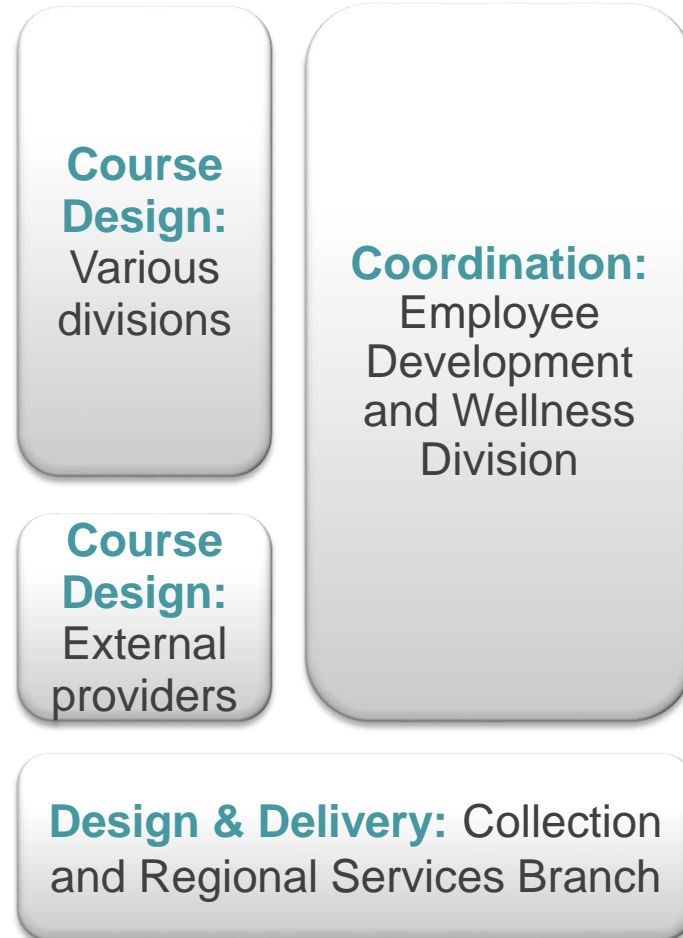 Course
Design:
Various
divisions
Coordination:
Employee
Development
and Wellness
Division
Course
Design:
External
providers
Design & Delivery: Collection
and Regional Services Branch